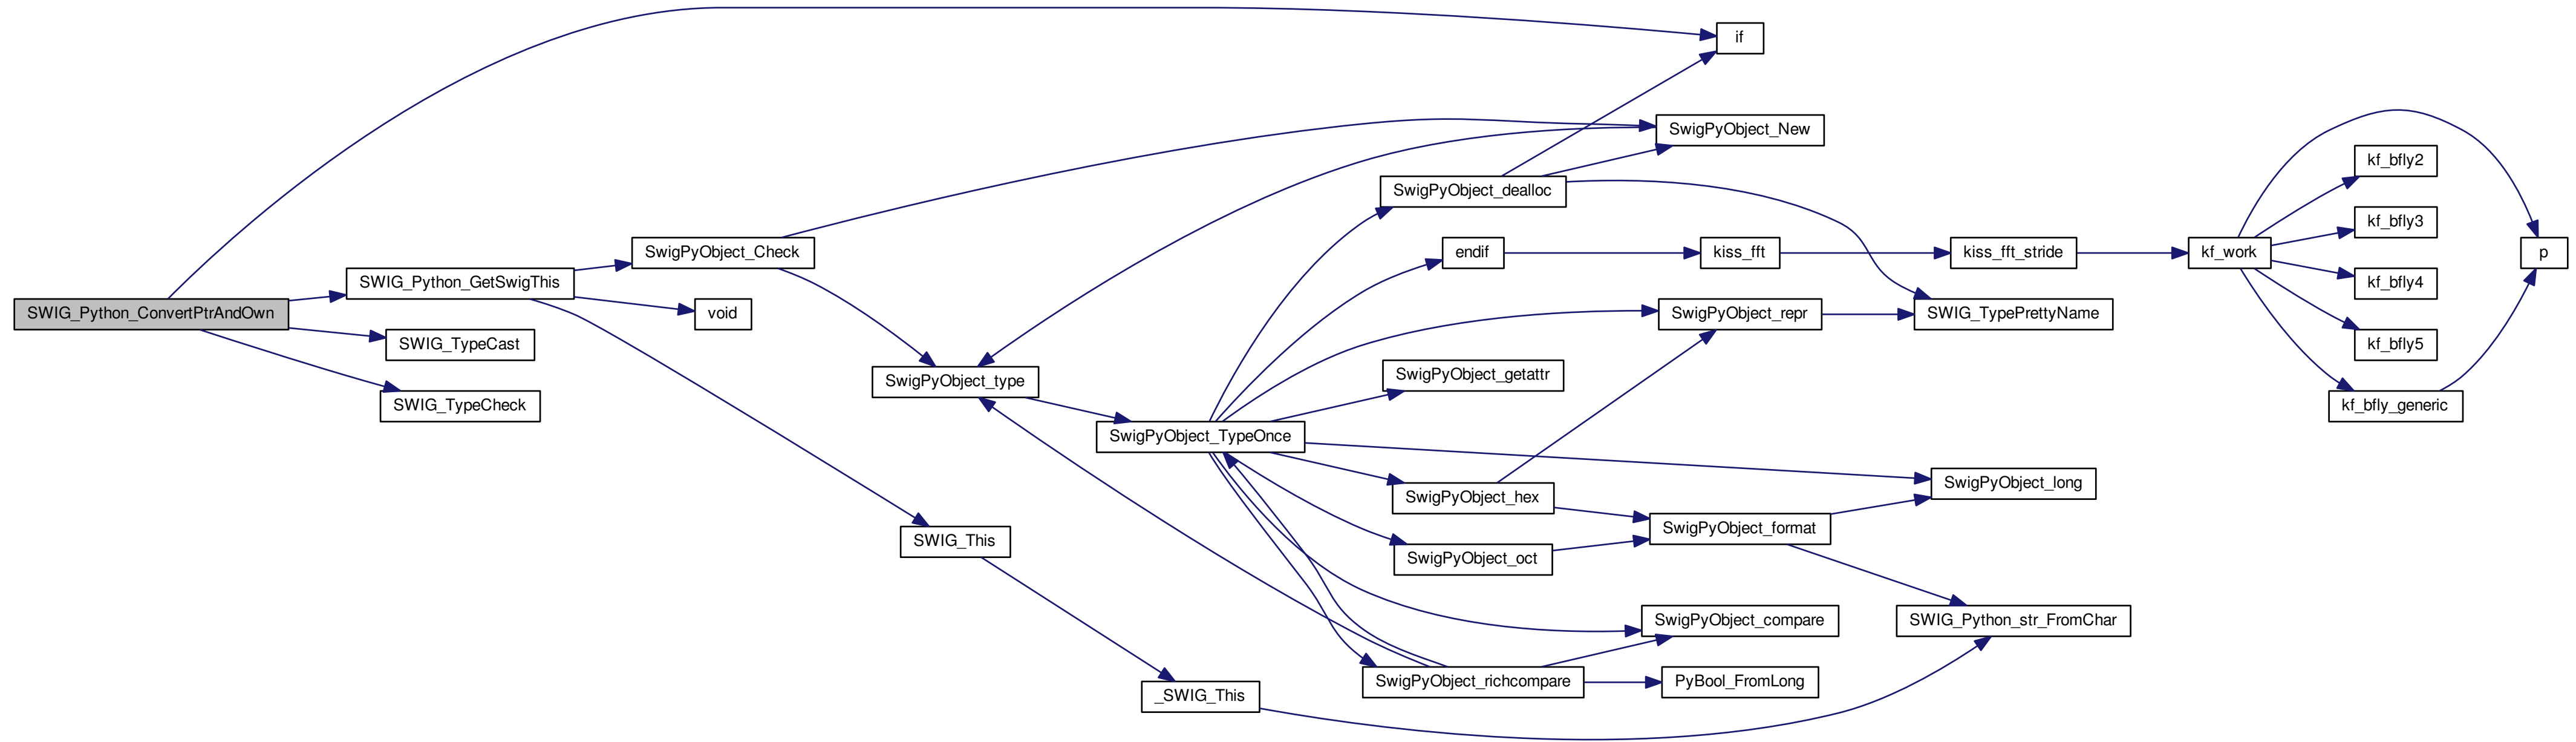 SWIG_Python_ConvertPtrAndOwn
if
SWIG_Python_GetSwigThis
SwigPyObject_Check
SwigPyObject_New
SwigPyObject_type
SwigPyObject_TypeOnce
SwigPyObject_dealloc
SWIG_TypePrettyName
endif
kiss_fft
kiss_fft_stride
kf_work
p
kf_bfly2
kf_bfly3
kf_bfly4
kf_bfly5
kf_bfly_generic
SwigPyObject_repr
SwigPyObject_getattr
SwigPyObject_long
SwigPyObject_hex
SwigPyObject_format
SWIG_Python_str_FromChar
SwigPyObject_oct
SwigPyObject_compare
SwigPyObject_richcompare
PyBool_FromLong
void
SWIG_This
_SWIG_This
SWIG_TypeCast
SWIG_TypeCheck